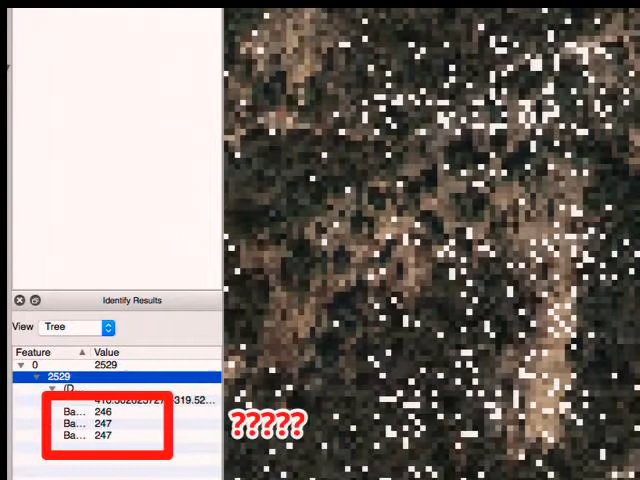 Identify Results
View Tree
Feature Value
0 2529
2529
(D...
Ba... 246
Ba... 247
Ba... 247
?????